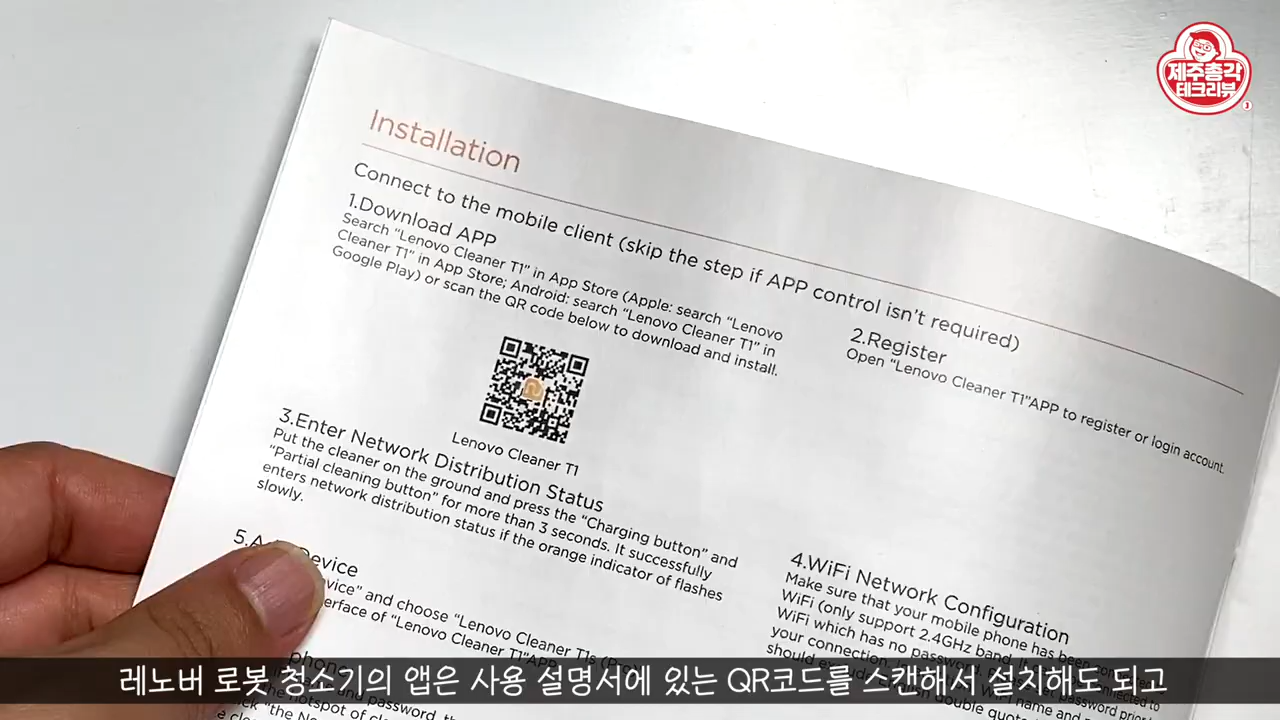 제주총각
테크리뷰
Installation
Connect to the mobile client (skip the step if APP control isn't required)
1.Download APP
Search "Lenovo Cleaner T1" in App Store (Apple: search "Lenovo
Cleaner T1" in App Store; Android: search "Lenovo Cleaner T1" in
Google Play) or scan the QR code below to download and install.
Lenovo Cleaner T1
2.Register
Open "Lenovo Cleaner T1"APP to register or login account.
3.Enter Network Distribution Status
Put the cleaner on the ground and press the "Charging button" and
"Partial cleaning button" for more than 3 seconds. It successfully
enters network distribution status if the orange indicator of flashes
slowly.
4.WiFi Network Configuration
Make sure that your mobile phone has been
WiFi (only support 2.4GHz band.
WiFi which has no password,
your connection.
should
5.
Device" and choose "Lenovo Cleaner T1s (Pro)
of "Lenovo Cleaner T1"APP
레노버 로봇 청소기의 앱은 사용 설명서에 있는 QR코드를 스캔해서 설치해도 되고